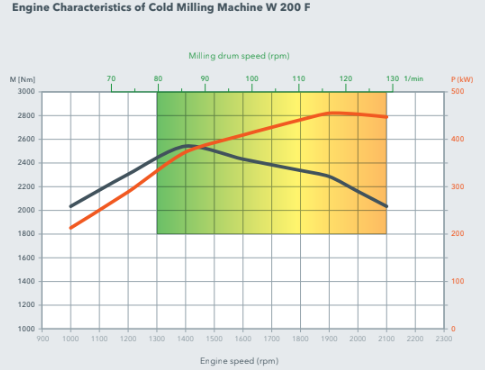 Engine Characteristics of Cold Milling Machine W 200 F
Milling drum speed (rpm)
M (Nm) 70 80 90 100 110 120 130 1/min P (kW)
3000 500
2800
2600 400
2400
2200 300
2000
1800 200
1600
1400 100
1200
1000 0
900 1000 1100 1200 1300 1400 1500 1600 1700 1800 1900 2000 2100 2200 2300
Engine speed (rpm)